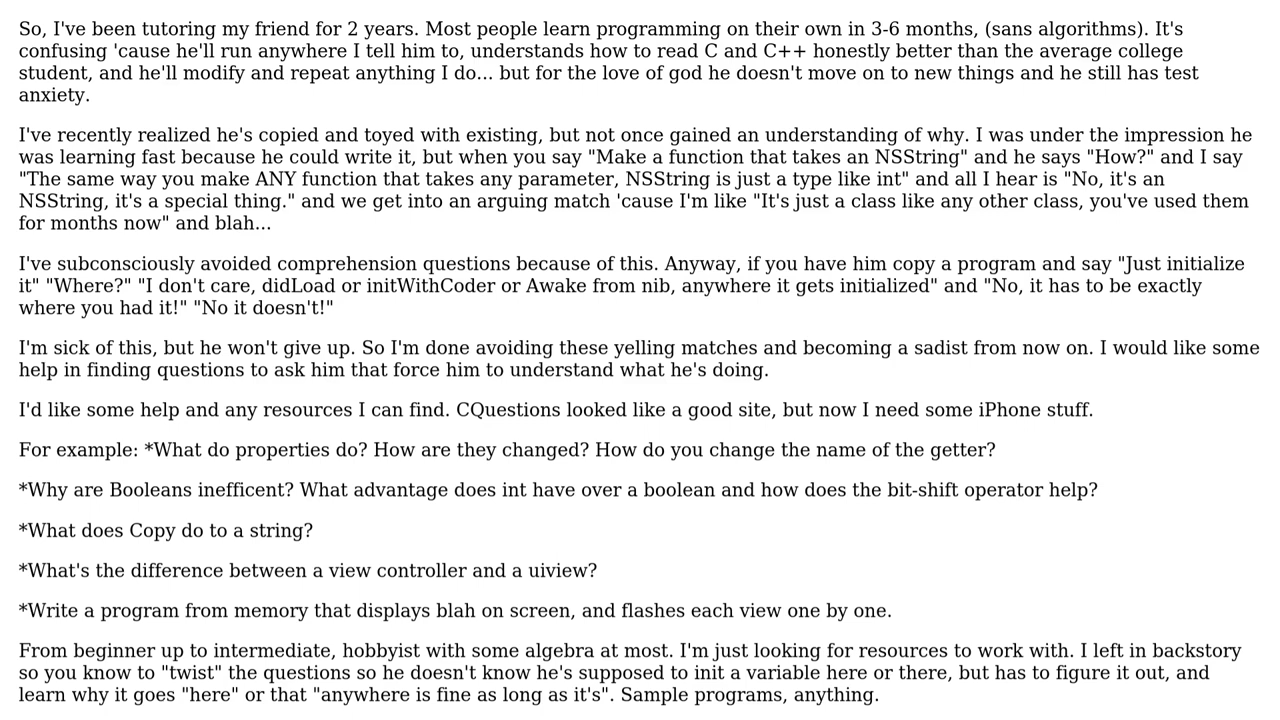 So, I've been tutoring my friend for 2 years. Most people learn programming on their own in 3-6 months, (sans algorithms). It's
confusing 'cause he'll run anywhere I tell him to, understands how to read C and C++ honestly better than the average college
student, and he'll modify and repeat anything I do... but for the love of god he doesn't move on to new things and he still has test
anxiety.
I've recently realized he's copied and toyed with existing, but not once gained an understanding of why. I was under the impression he
was learning fast because he could write it, but when you say "Make a function that takes an NSString" and he says "How?" and I say
"The same way you make ANY function that takes any parameter, NSString is just a type like int" and all I hear is "No, it's an
NSString, it's a special thing." and we get into an arguing match 'cause I'm like "It's just a class like any other class, you've used them
for months now" and blah...
I've subconsciously avoided comprehension questions because of this. Anyway, if you have him copy a program and say "Just initialize
it" "Where?" "I don't care, didLoad or initWithCoder or Awake from nib, anywhere it gets initialized" and "No, it has to be exactly
where you had it!" "No it doesn't!"
I'm sick of this, but he won't give up. So I'm done avoiding these yelling matches and becoming a sadist from now on. I would like some
help in finding questions to ask him that force him to understand what he's doing.
I'd like some help and any resources I can find. CQuestions looked like a good site, but now I need some iPhone stuff.
For example: *What do properties do? How are they changed? How do you change the name of the getter?
*Why are Booleans inefficent? What advantage does int have over a boolean and how does the bit-shift operator help?
*What does Copy do to a string?
*What's the difference between a view controller and a uiview?
*Write a program from memory that displays blah on screen, and flashes each view one by one.
From beginner up to intermediate, hobbyist with some algebra at most. I'm just looking for resources to work with. I left in backstory
so you know to "twist" the questions so he doesn't know he's supposed to init a variable here or there, but has to figure it out, and
learn why it goes "here" or that "anywhere is fine as long as it's". Sample programs, anything.